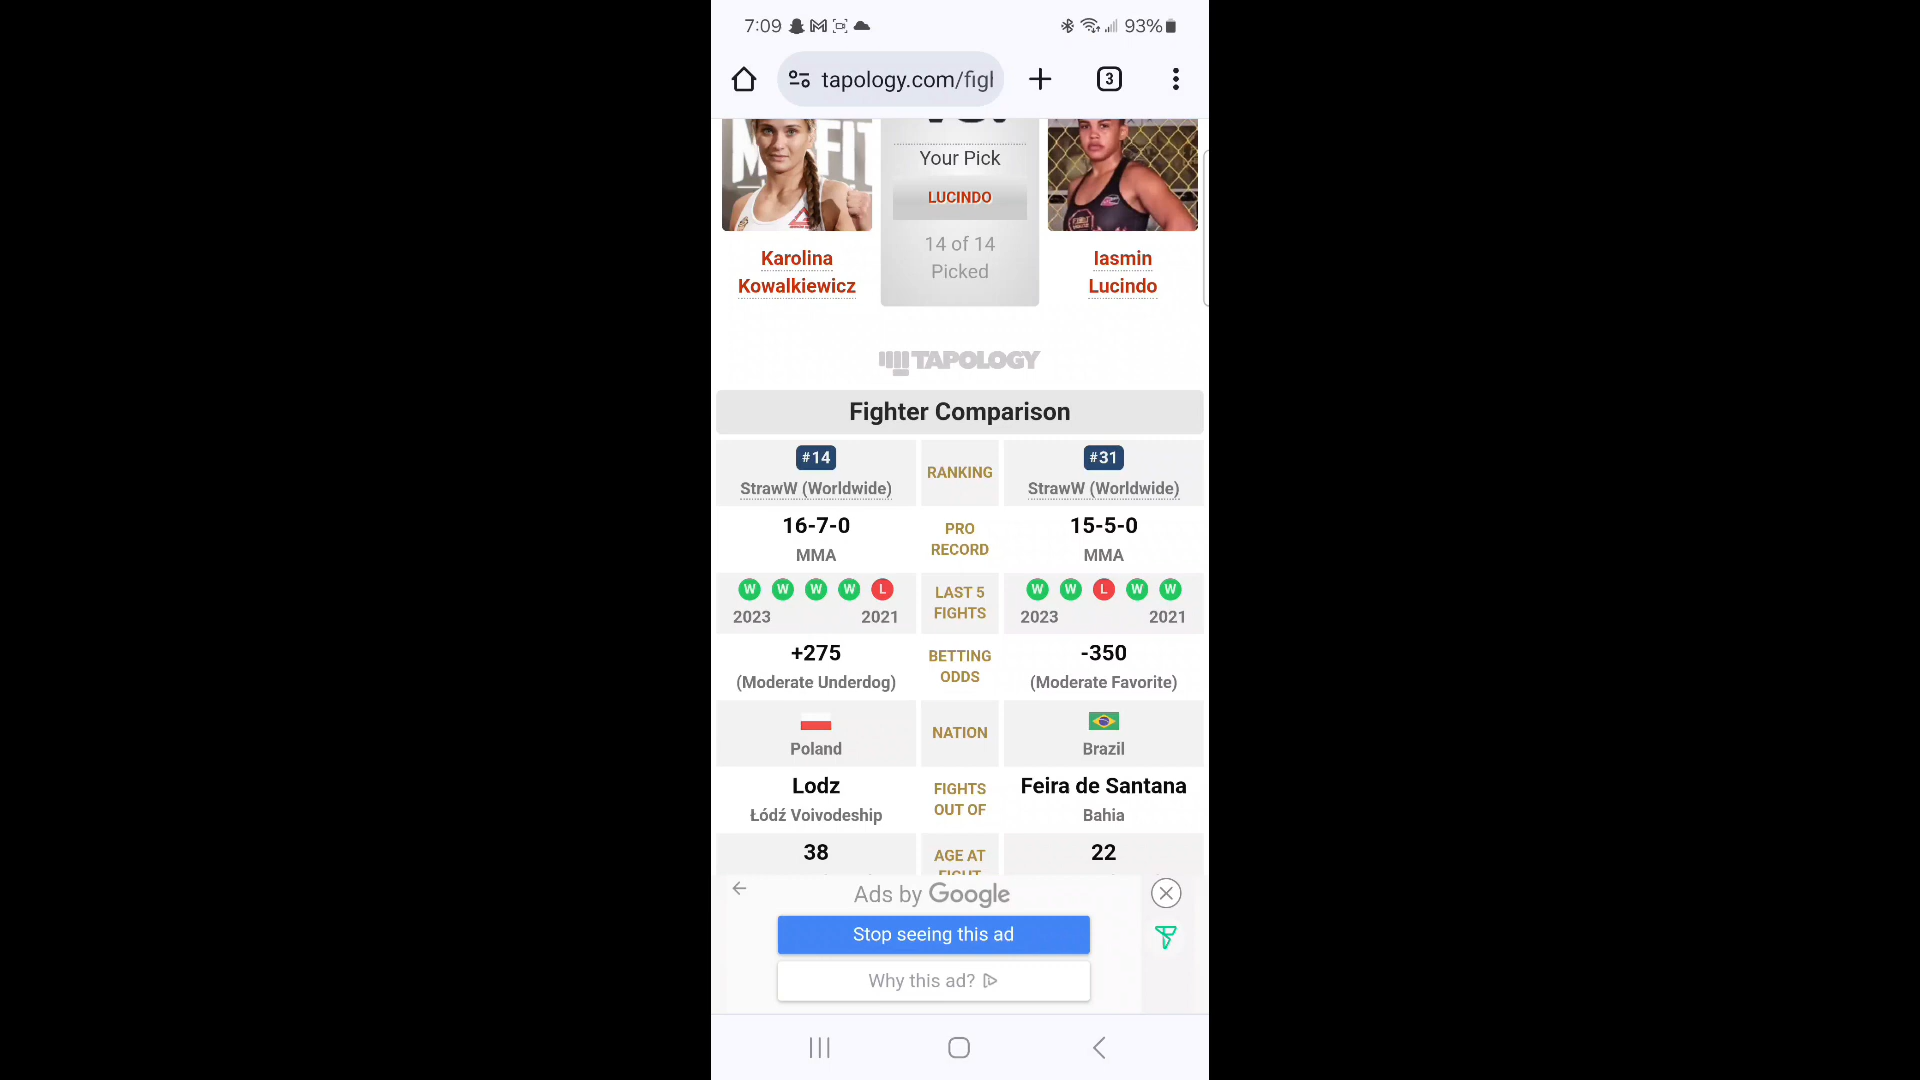 7:09 93%
tapology.com/figl
3
Your Pick
LUCINDO
14 of 14
Picked
Karolina
Kowalkiewicz
Iasmin
Lucindo
TAPOLOGY
Fighter Comparison
#14 RANKING #31
StrawW (Worldwide) StrawW (Worldwide)
16-7-0 PRO RECORD 15-5-0
MMA MMA
W W W W L LAST 5 FIGHTS W W L W W
2023 2021 2023 2021
+275 BETTING ODDS -350
(Moderate Underdog) (Moderate Favorite)
NATION
Poland Brazil
Lodz FIGHTS OUT OF Feira de Santana
Łódź Voivodeship Bahia
38 AGE AT 22
Ads by Google
Stop seeing this ad
Why this ad?